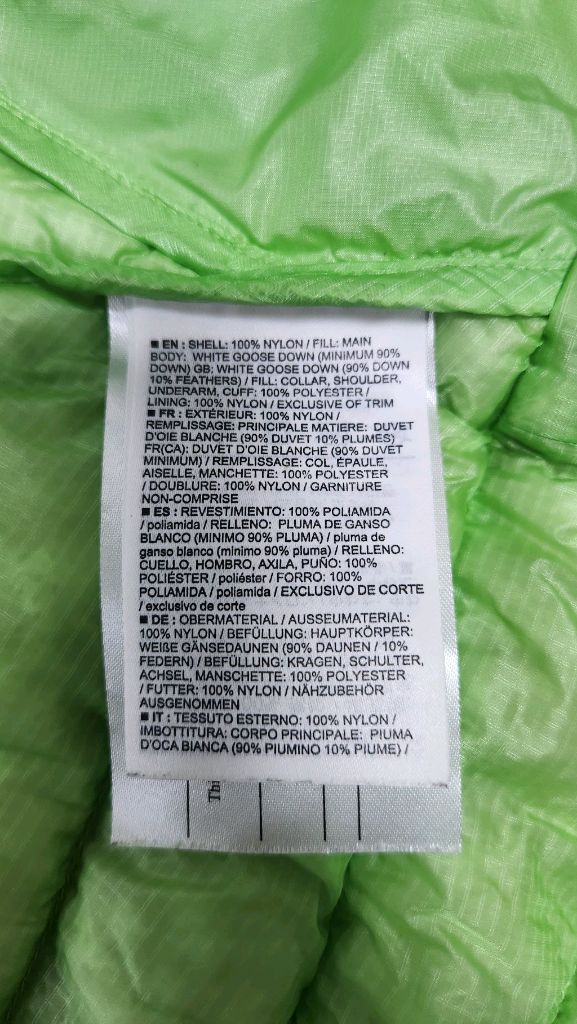 ■ EN : SHELL: 100% NYLON / FILL: MAIN
BODY: WHITE GOOSE DOWN (MINIMUM 90%
DOWN) GB: WHITE GOOSE DOWN (90% DOWN
10% FEATHERS) / FILL: COLLAR, SHOULDER,
UNDERARM, CUFF: 100% POLYESTER /
LINING: 100% NYLON / EXCLUSIVE OF TRIM
■ FR : EXTÉRIEUR: 100% NYLON /
REMPLISSAGE: PRINCIPALE MATIERE: DUVET
D'OIE BLANCHE (90% DUVET 10% PLUMES)
FR(CA): DUVET D'OIE BLANCHE (90% DUVET
MINIMUM) / REMPLISSAGE: COL, ÉPAULE,
AISELLE, MANCHETTE: 100% POLYESTER
/ DOUBLURE: 100% NYLON / GARNITURE
NON-COMPRISE
■ ES : REVESTIMIENTO: 100% POLIAMIDA
/ poliamida / RELLENO: PLUMA DE GANSO
BLANCO (MINIMO 90% PLUMA) / pluma de
ganso blanco (minimo 90% pluma) / RELLENO:
CUELLO, HOMBRO, AXILA, PUÑO: 100%
POLIÉSTER / poliéster / FORRO: 100%
POLIAMIDA / poliamida / EXCLUSIVO DE CORTE
/ exclusivo de corte
■ DE : OBERMATERIAL / AUSSEUMATERIAL:
100% NYLON / BEFÜLLUNG: HAUPTKÖRPER:
WEIßE GÄNSEDAUNEN (90% DAUNEN / 10%
FEDERN) / BEFÜLLUNG: KRAGEN, SCHULTER,
ACHSEL, MANSCHETTE: 100% POLYESTER
/ FUTTER: 100% NYLON / NÄHZUBEHÖR
AUSGENOMMEN
■ IT : TESSUTO ESTERNO: 100% NYLON /
IMBOTTITURA: CORPO PRINCIPALE: PIUMA
D'OCA BIANCA (90% PIUMINO 10% PIUME) /